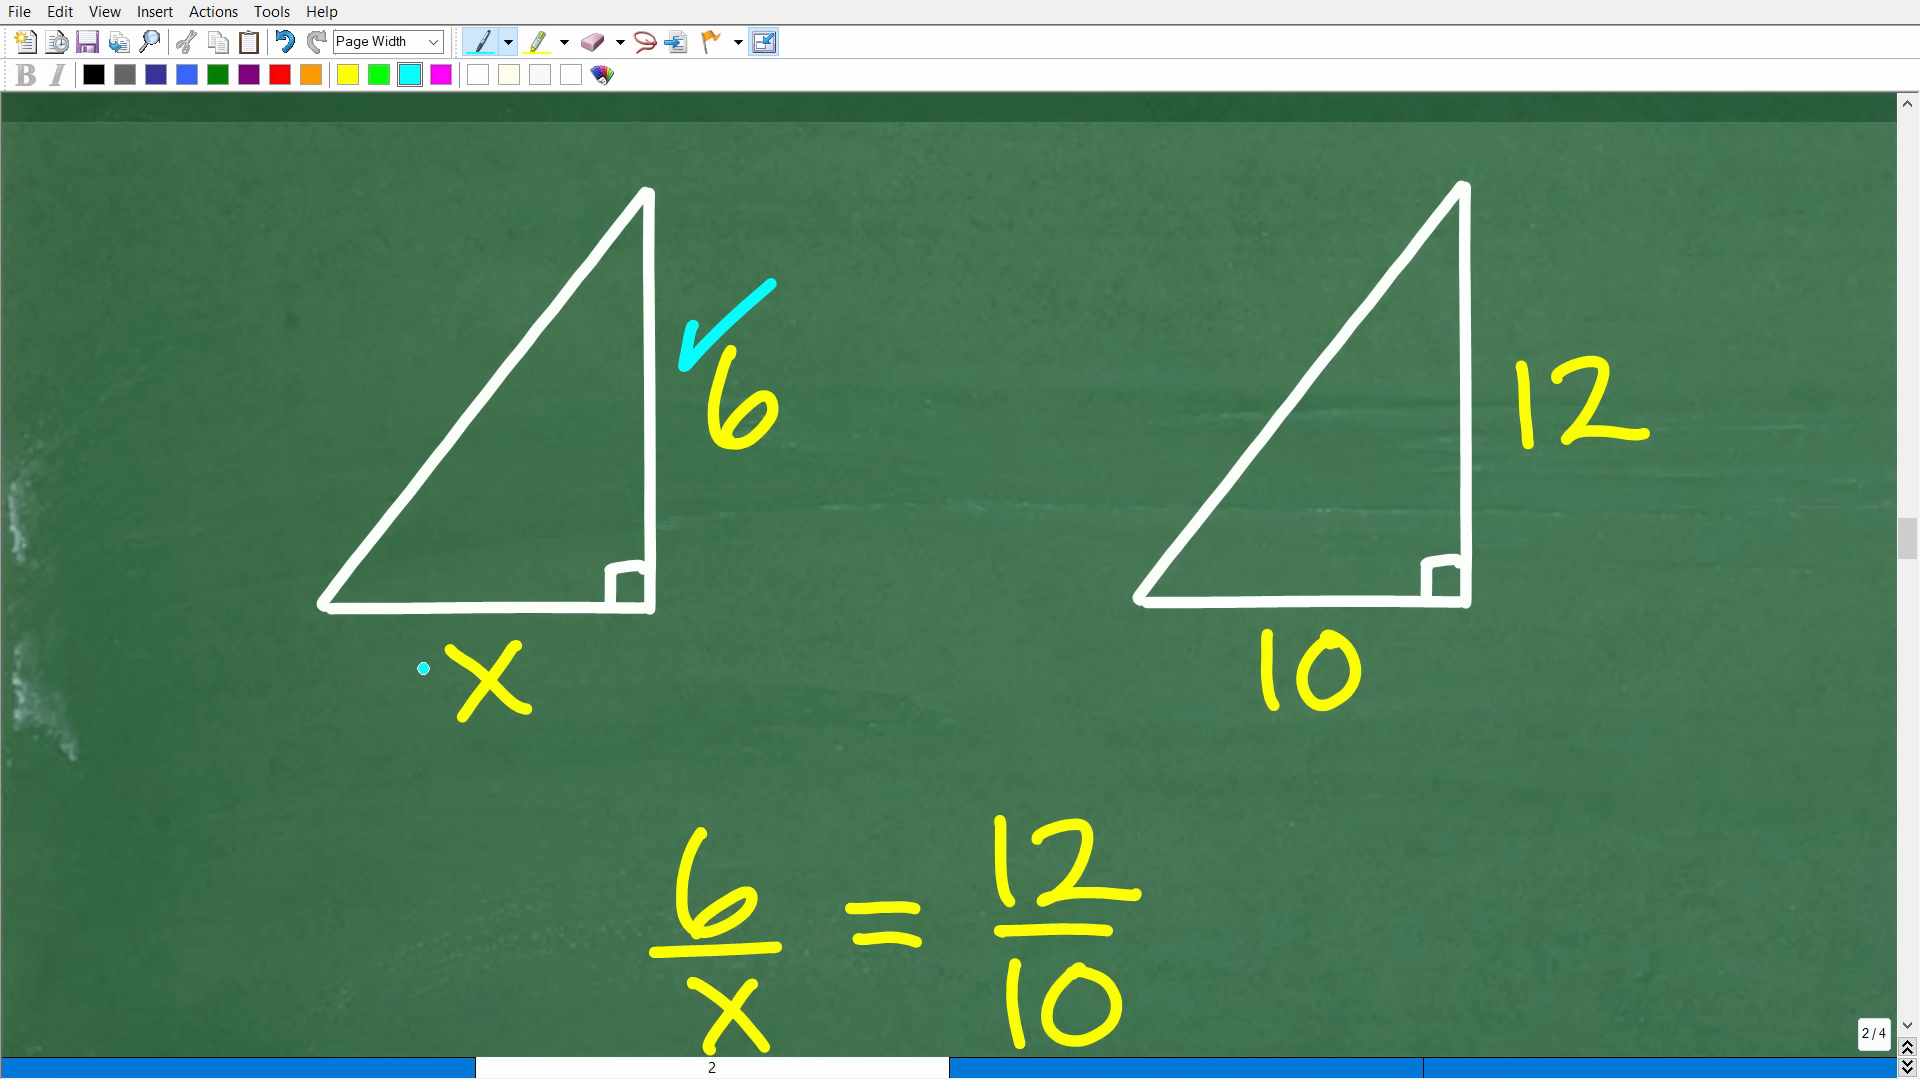 File Edit View Insert Actions Tools Help
Page Width
B I
6
12
x
10
6/x = 12/10
2/4
2